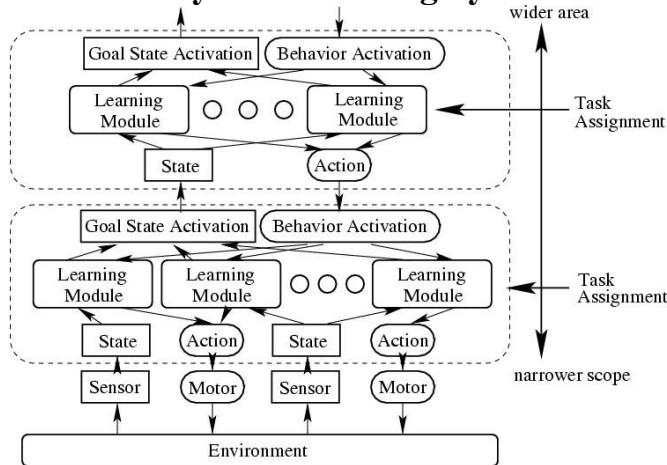 wider area
Goal State Activation
Behavior Activation
Learning
Module
Learning
Module
Task
Assignment
State
Action
Goal State Activation
Behavior Activation
Learning
Module
Learning
Module
Learning
Module
Task
Assignment
State
Action
State
Action
Sensor
Motor
Sensor
Motor
narrower scope
Environment